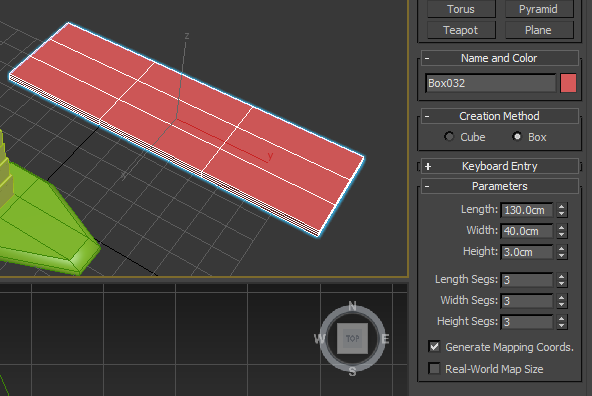 Torus Pyramid
Teapot Plane
- Name and Color
Box032
- Creation Method
Cube Box
+ Keyboard Entry
- Parameters
Length: 130.0cm
Width: 40.0cm
Height: 3.0cm
Length Segs: 3
Width Segs: 3
Height Segs: 3
Generate Mapping Coords.
Real-World Map Size
z
y
N
W TOP E
S